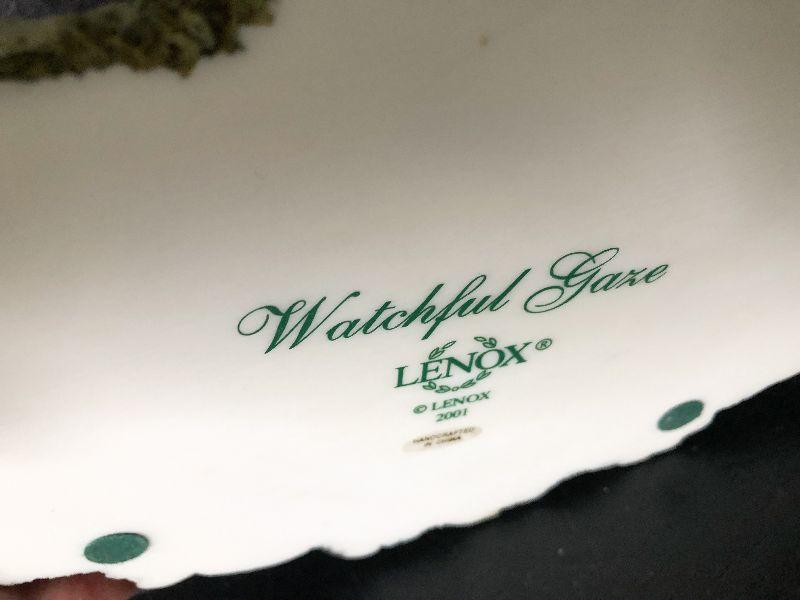 Watchful Gaze
LENOX®
© LENOX
2001
HANDCRAFTED
IN CHINA